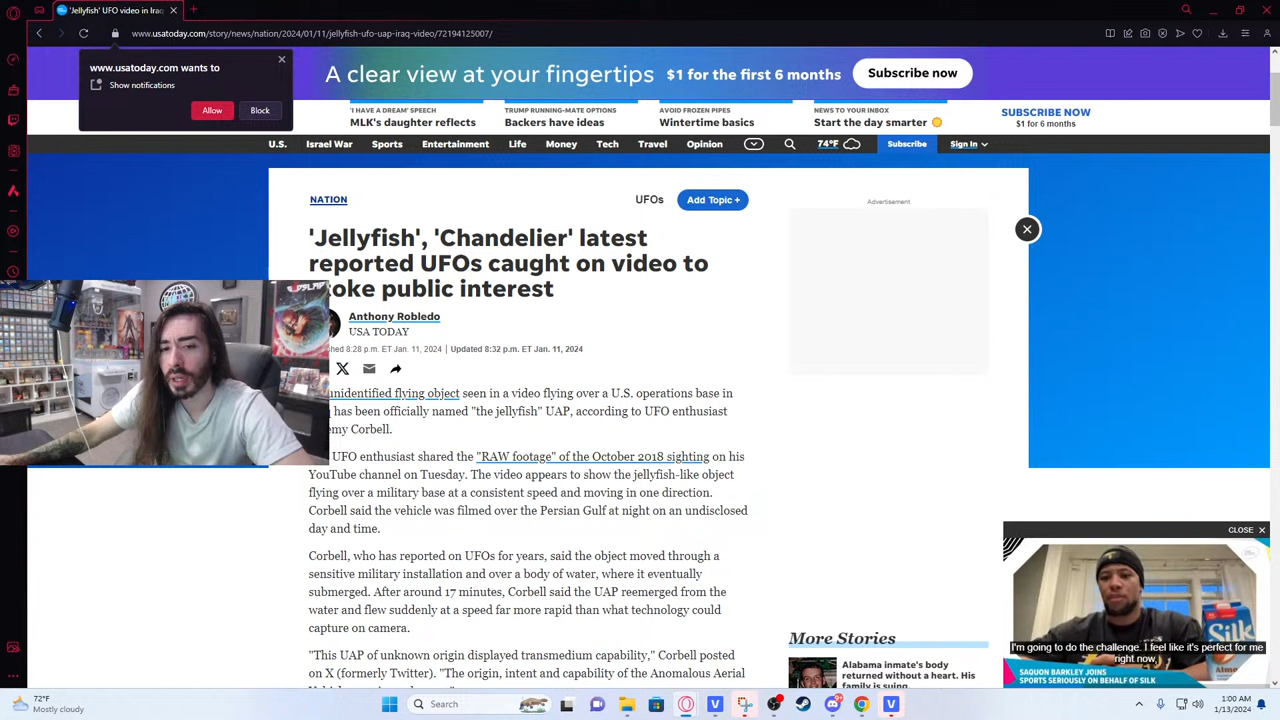 'Jellyfish' UFO video in Iraq
www.usatoday.com/story/news/nation/2024/01/11/jellyfish-ufo-uap-iraq-video/72194125007/
www.usatoday.com wants to
Show notifications
Allow
Block
A clear view at your fingertips
$1 for the first 6 months
Subscribe now
'I HAVE A DREAM' SPEECH
MLK's daughter reflects
TRUMP RUNNING-MATE OPTIONS
Backers have ideas
AVOID FROZEN PIPES
Wintertime basics
NEWS TO YOUR INBOX
Start the day smarter
SUBSCRIBE NOW
$1 for 6 months
U.S.
Israel War
Sports
Entertainment
Life
Money
Tech
Travel
Opinion
74°F
Subscribe
Sign In
NATION
UFOs
Add Topic +
Advertisement
'Jellyfish', 'Chandelier' latest
reported UFOs caught on video to
oke public interest
Anthony Robledo
USA TODAY
hed 8:28 p.m. ET Jan. 11, 2024 | Updated 8:32 p.m. ET Jan. 11, 2024
unidentified flying object seen in a video flying over a U.S. operations base in
has been officially named "the jellyfish" UAP, according to UFO enthusiast
emy Corbell.
UFO enthusiast shared the "RAW footage" of the October 2018 sighting on his
YouTube channel on Tuesday. The video appears to show the jellyfish-like object
flying over a military base at a consistent speed and moving in one direction.
Corbell said the vehicle was filmed over the Persian Gulf at night on an undisclosed
day and time.
Corbell, who has reported on UFOs for years, said the object moved through a
sensitive military installation and over a body of water, where it eventually
submerged. After around 17 minutes, Corbell said the UAP reemerged from the
water and flew suddenly at a speed far more rapid than what technology could
capture on camera.
"This UAP of unknown origin displayed transmedium capability," Corbell posted
on X (formerly Twitter). "The origin, intent and capability of the Anomalous Aerial
More Stories
Alabama inmate's body
returned without a heart. His
family is suing.
CLOSE
Silk
I'm going to do the challenge. I feel like it's perfect for me
right now,
SAQUON BARKLEY JOINS
SPORTS SERIOUSLY ON BEHALF OF SILK
72°F
Mostly cloudy
Search
1:00 AM
1/13/2024